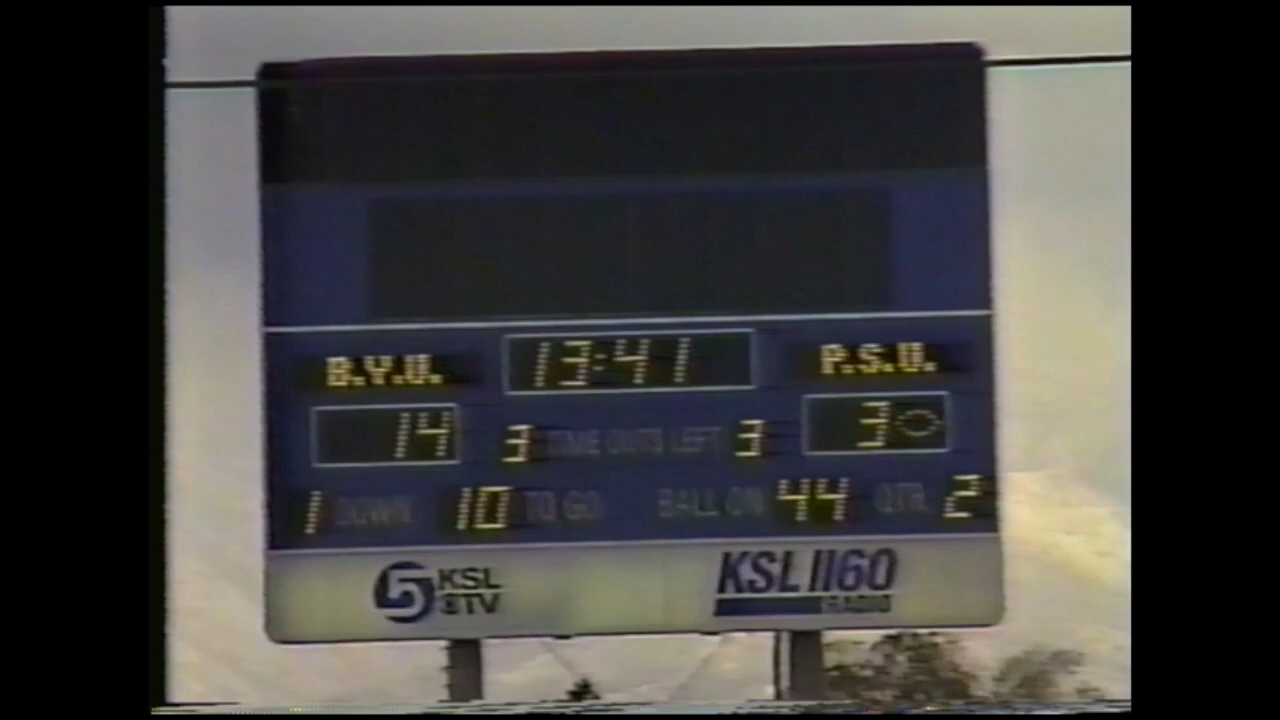 B.Y.U. 13:41 P.S.U.
14 3 TIME OUTS LEFT 3 3
1 DOWN 10 TO GO BALL ON 44 QTR 2
5 KSL TV KSL 1160
RADIO